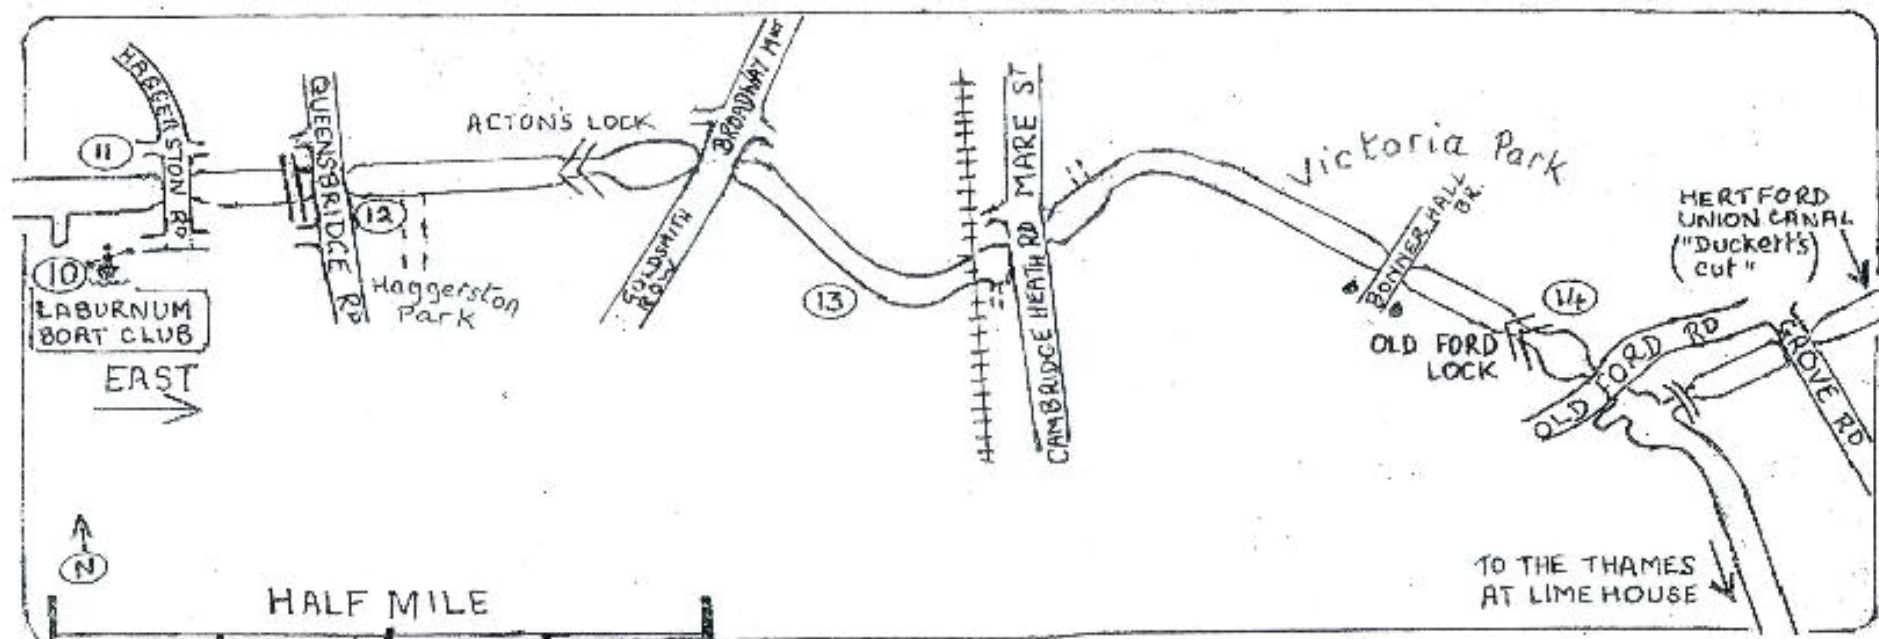 HAGGERSTON RD
11
10
LABURNUM
BOAT CLUB
EAST
QUEENSBRIDGE RD
12
Haggerston
Park
ACTON'S LOCK
BROADWAY MKT
GOLDSMITH
ROW
13
MARE ST
CAMBRIDGE HEATH RD
Victoria Park
BONNER HALL
BR.
OLD FORD
LOCK
14
OLD FORD RD
HERTFORD
UNION CANAL
("Duckett's
cut")
GROVE RD
TO THE THAMES
AT LIMEHOUSE
N
HALF MILE